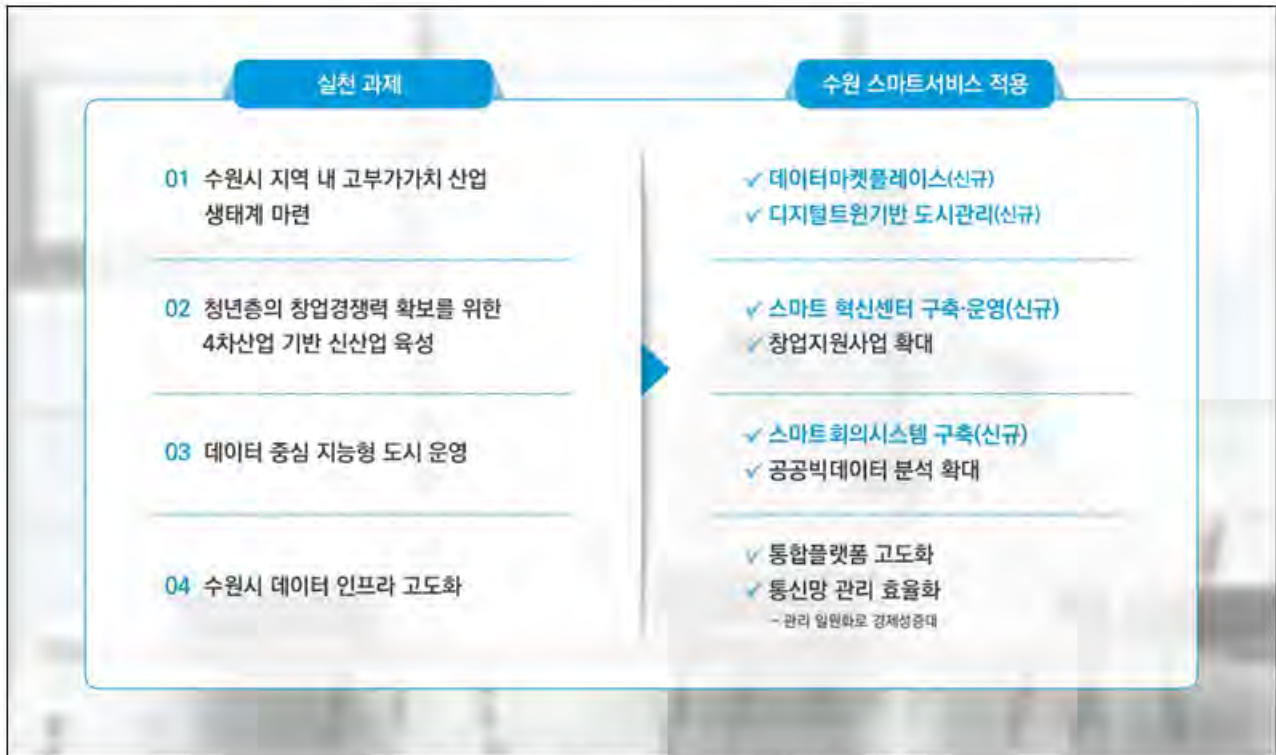 실천 과제
수원 스마트서비스 적용
01 수원시 지역 내 고부가가치 산업
생태계 마련
✓ 데이터마켓플레이스(신규)
✓ 디지털트윈기반 도시관리(신규)
02 청년층의 창업경쟁력 확보를 위한
4차산업 기반 신산업 육성
✓ 스마트 혁신센터 구축·운영(신규)
✓ 창업지원사업 확대
03 데이터 중심 지능형 도시 운영
✓ 스마트회의시스템 구축(신규)
✓ 공공빅데이터 분석 확대
04 수원시 데이터 인프라 고도화
✓ 통합플랫폼 고도화
✓ 통신망 관리 효율화
- 관리 일원화로 경제성증대